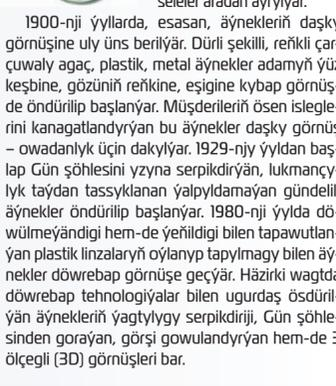 seleler aradan aýrylýar.
1900-nji ýyllarda, esasan, äýnekleriň daşky
görnüşine uly üns berilýär. Dürli şekilli, reňkli çar-
çuwaly agaç, plastik, metal äýnekler adamyň ýüz
keşbine, gözüniň reňkine, eşigine kybap görnüş-
de öndürilip başlanýar. Müşderileriň ösen islegle-
rini kanagatlandyrýan bu äýnekler daşky görnüş
– owadanlyk üçin dakylýar. 1929-njy ýyldan baş-
lap Gün şöhlesini yzyna serpikdirýän, lukmançy-
lyk taýdan tassyklanan ýalpyldamaýan gündelik
äýnekler öndürilip başlanýar. 1980-nji ýylda dö-
wülmeýändigi hem-de ýeňildigi bilen tapawutlan-
ýan plastik linzalaryň oýlanyp tapylmagy bilen äý-
nekler döwrebap görnüşe geçýär. Häzirki wagtda
döwrebap tehnologiýalar bilen ugurdaş ösdüril-
ýän äýnekleriň ýagtylygy serpikdiriji, Gün şöhle-
sinden goraýan, görşi gowulandyrýan hem-de 3
ölçegli (3D) görnüşleri bar.